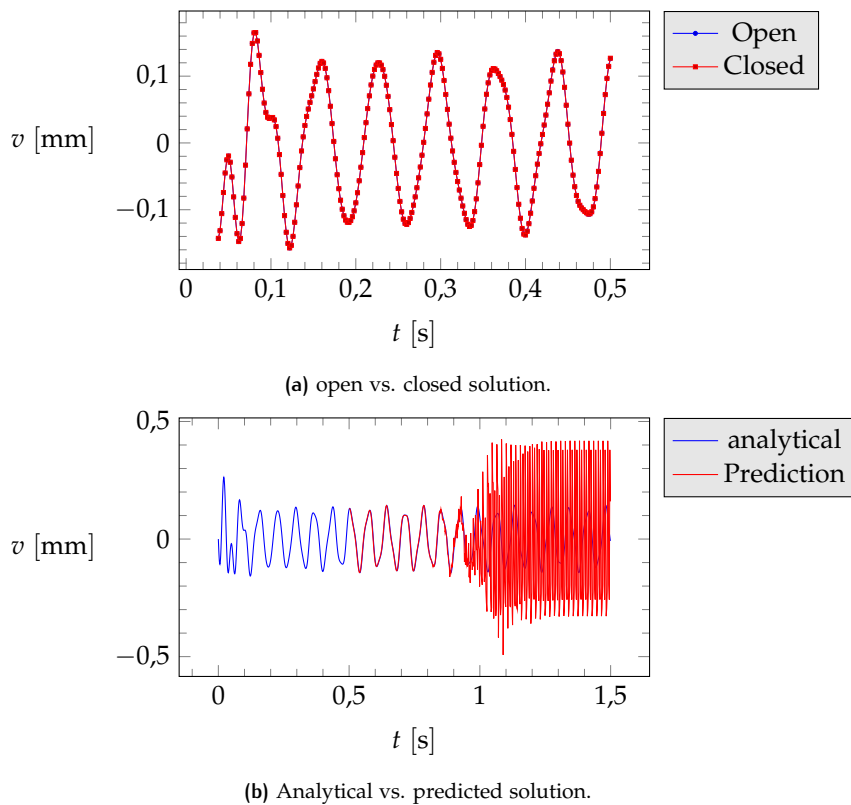 Open
Closed
0,1
v [mm]
0
−0,1
0 0,1 0,2 0,3 0,4 0,5
t [s]
(a) open vs. closed solution.
0,5
analytical
Prediction
v [mm]
0
−0,5
0 0,5 1 1,5
t [s]
(b) Analytical vs. predicted solution.